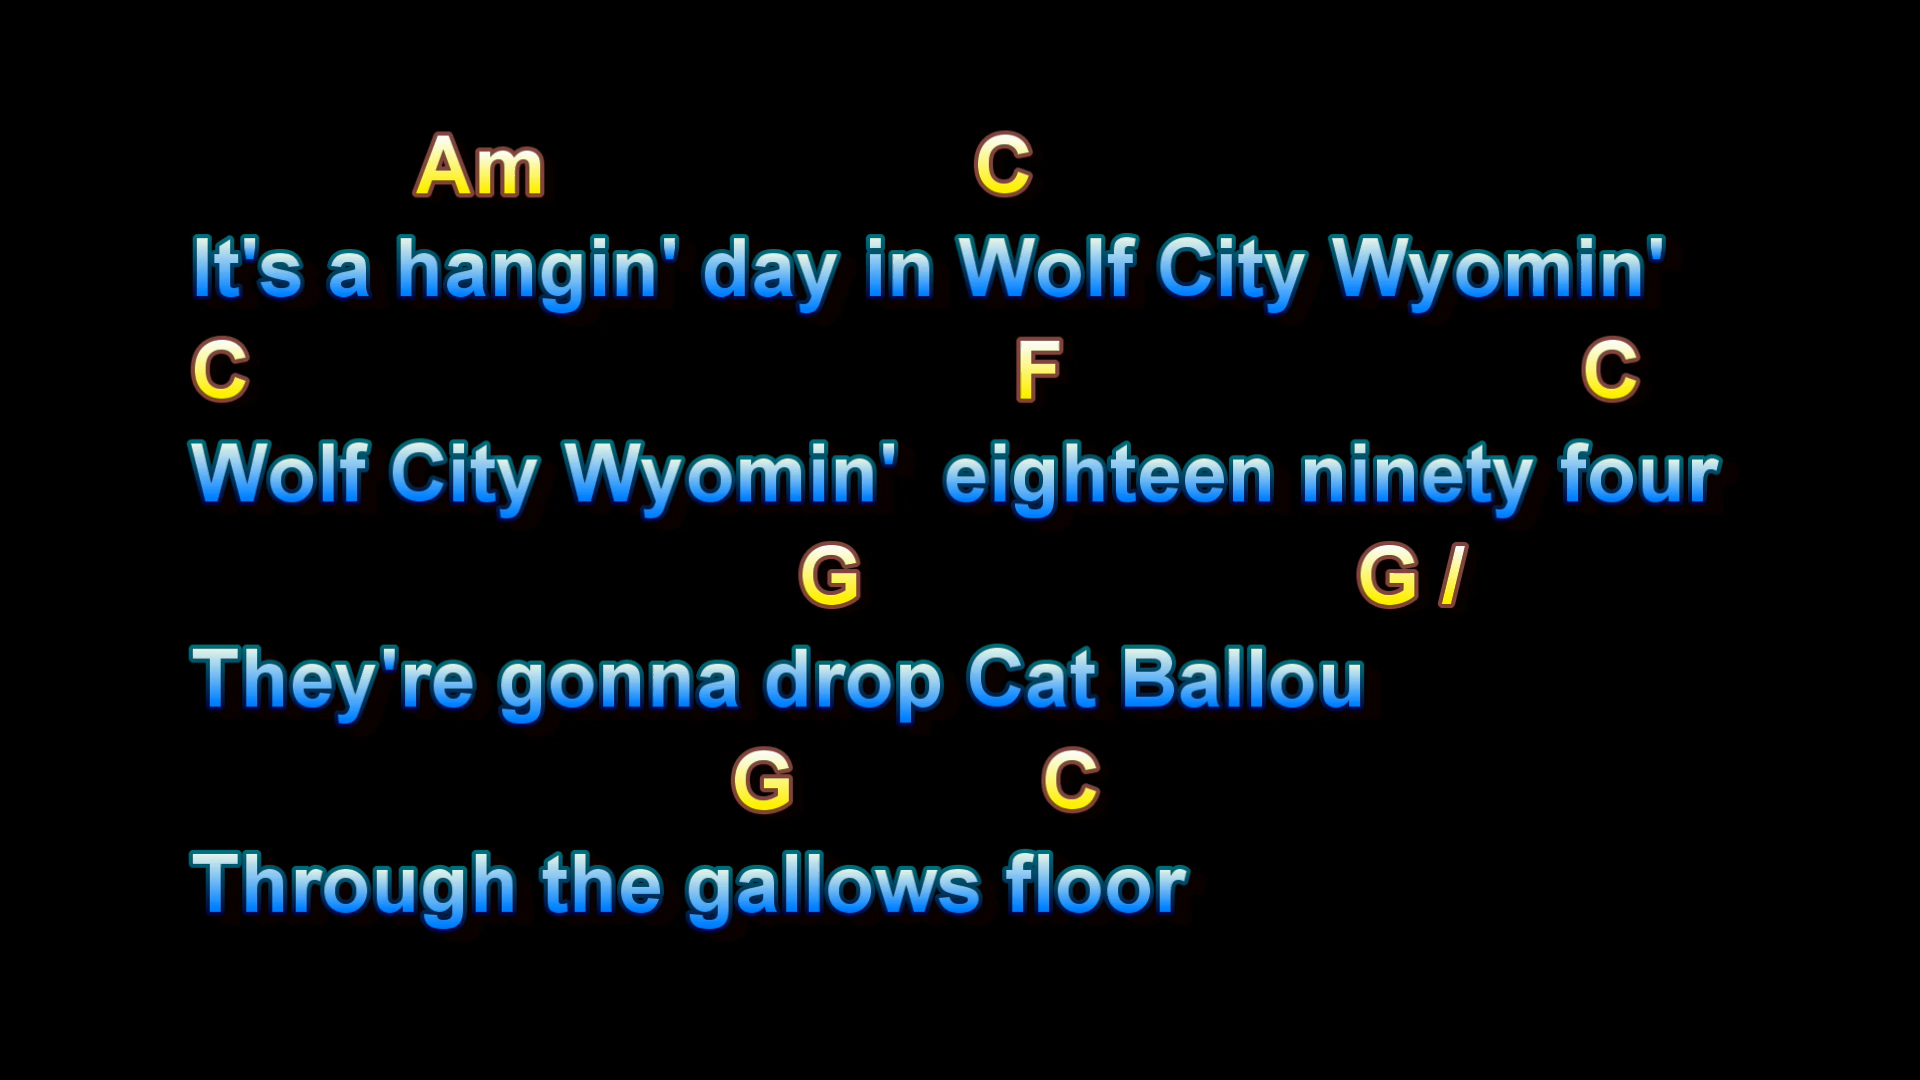 Am C
It's a hangin' day in Wolf City Wyomin'
C F C
Wolf City Wyomin' eighteen ninety four
G G /
They're gonna drop Cat Ballou
G C
Through the gallows floor